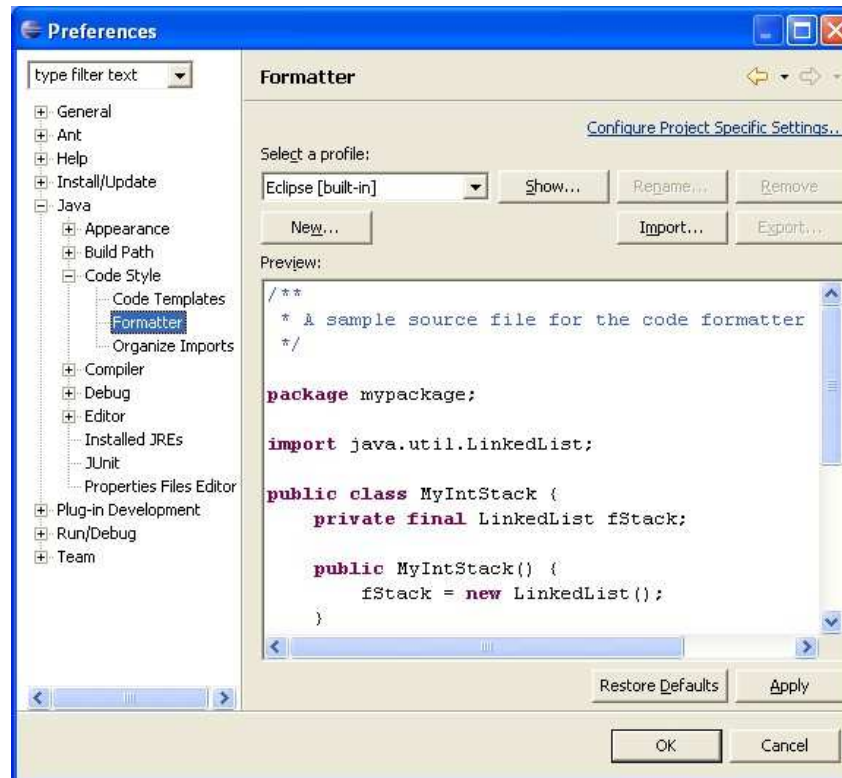 Preferences
type filter text
General
Ant
Help
Install/Update
Java
Appearance
Build Path
Code Style
Code Templates
Formatter
Organize Imports
Compiler
Debug
Editor
Installed JREs
JUnit
Properties Files Editor
Plug-in Development
Run/Debug
Team
Formatter
Configure Project Specific Settings..
Select a profile:
Eclipse [built-in] Show... Rename... Remove
New... Import... Export...
Preview:
/**
 * A sample source file for the code formatter
 */
package mypackage;
import java.util.LinkedList;
public class MyIntStack {
    private final LinkedList fStack;
    public MyIntStack() {
        fStack = new LinkedList();
    }
Restore Defaults Apply
OK Cancel